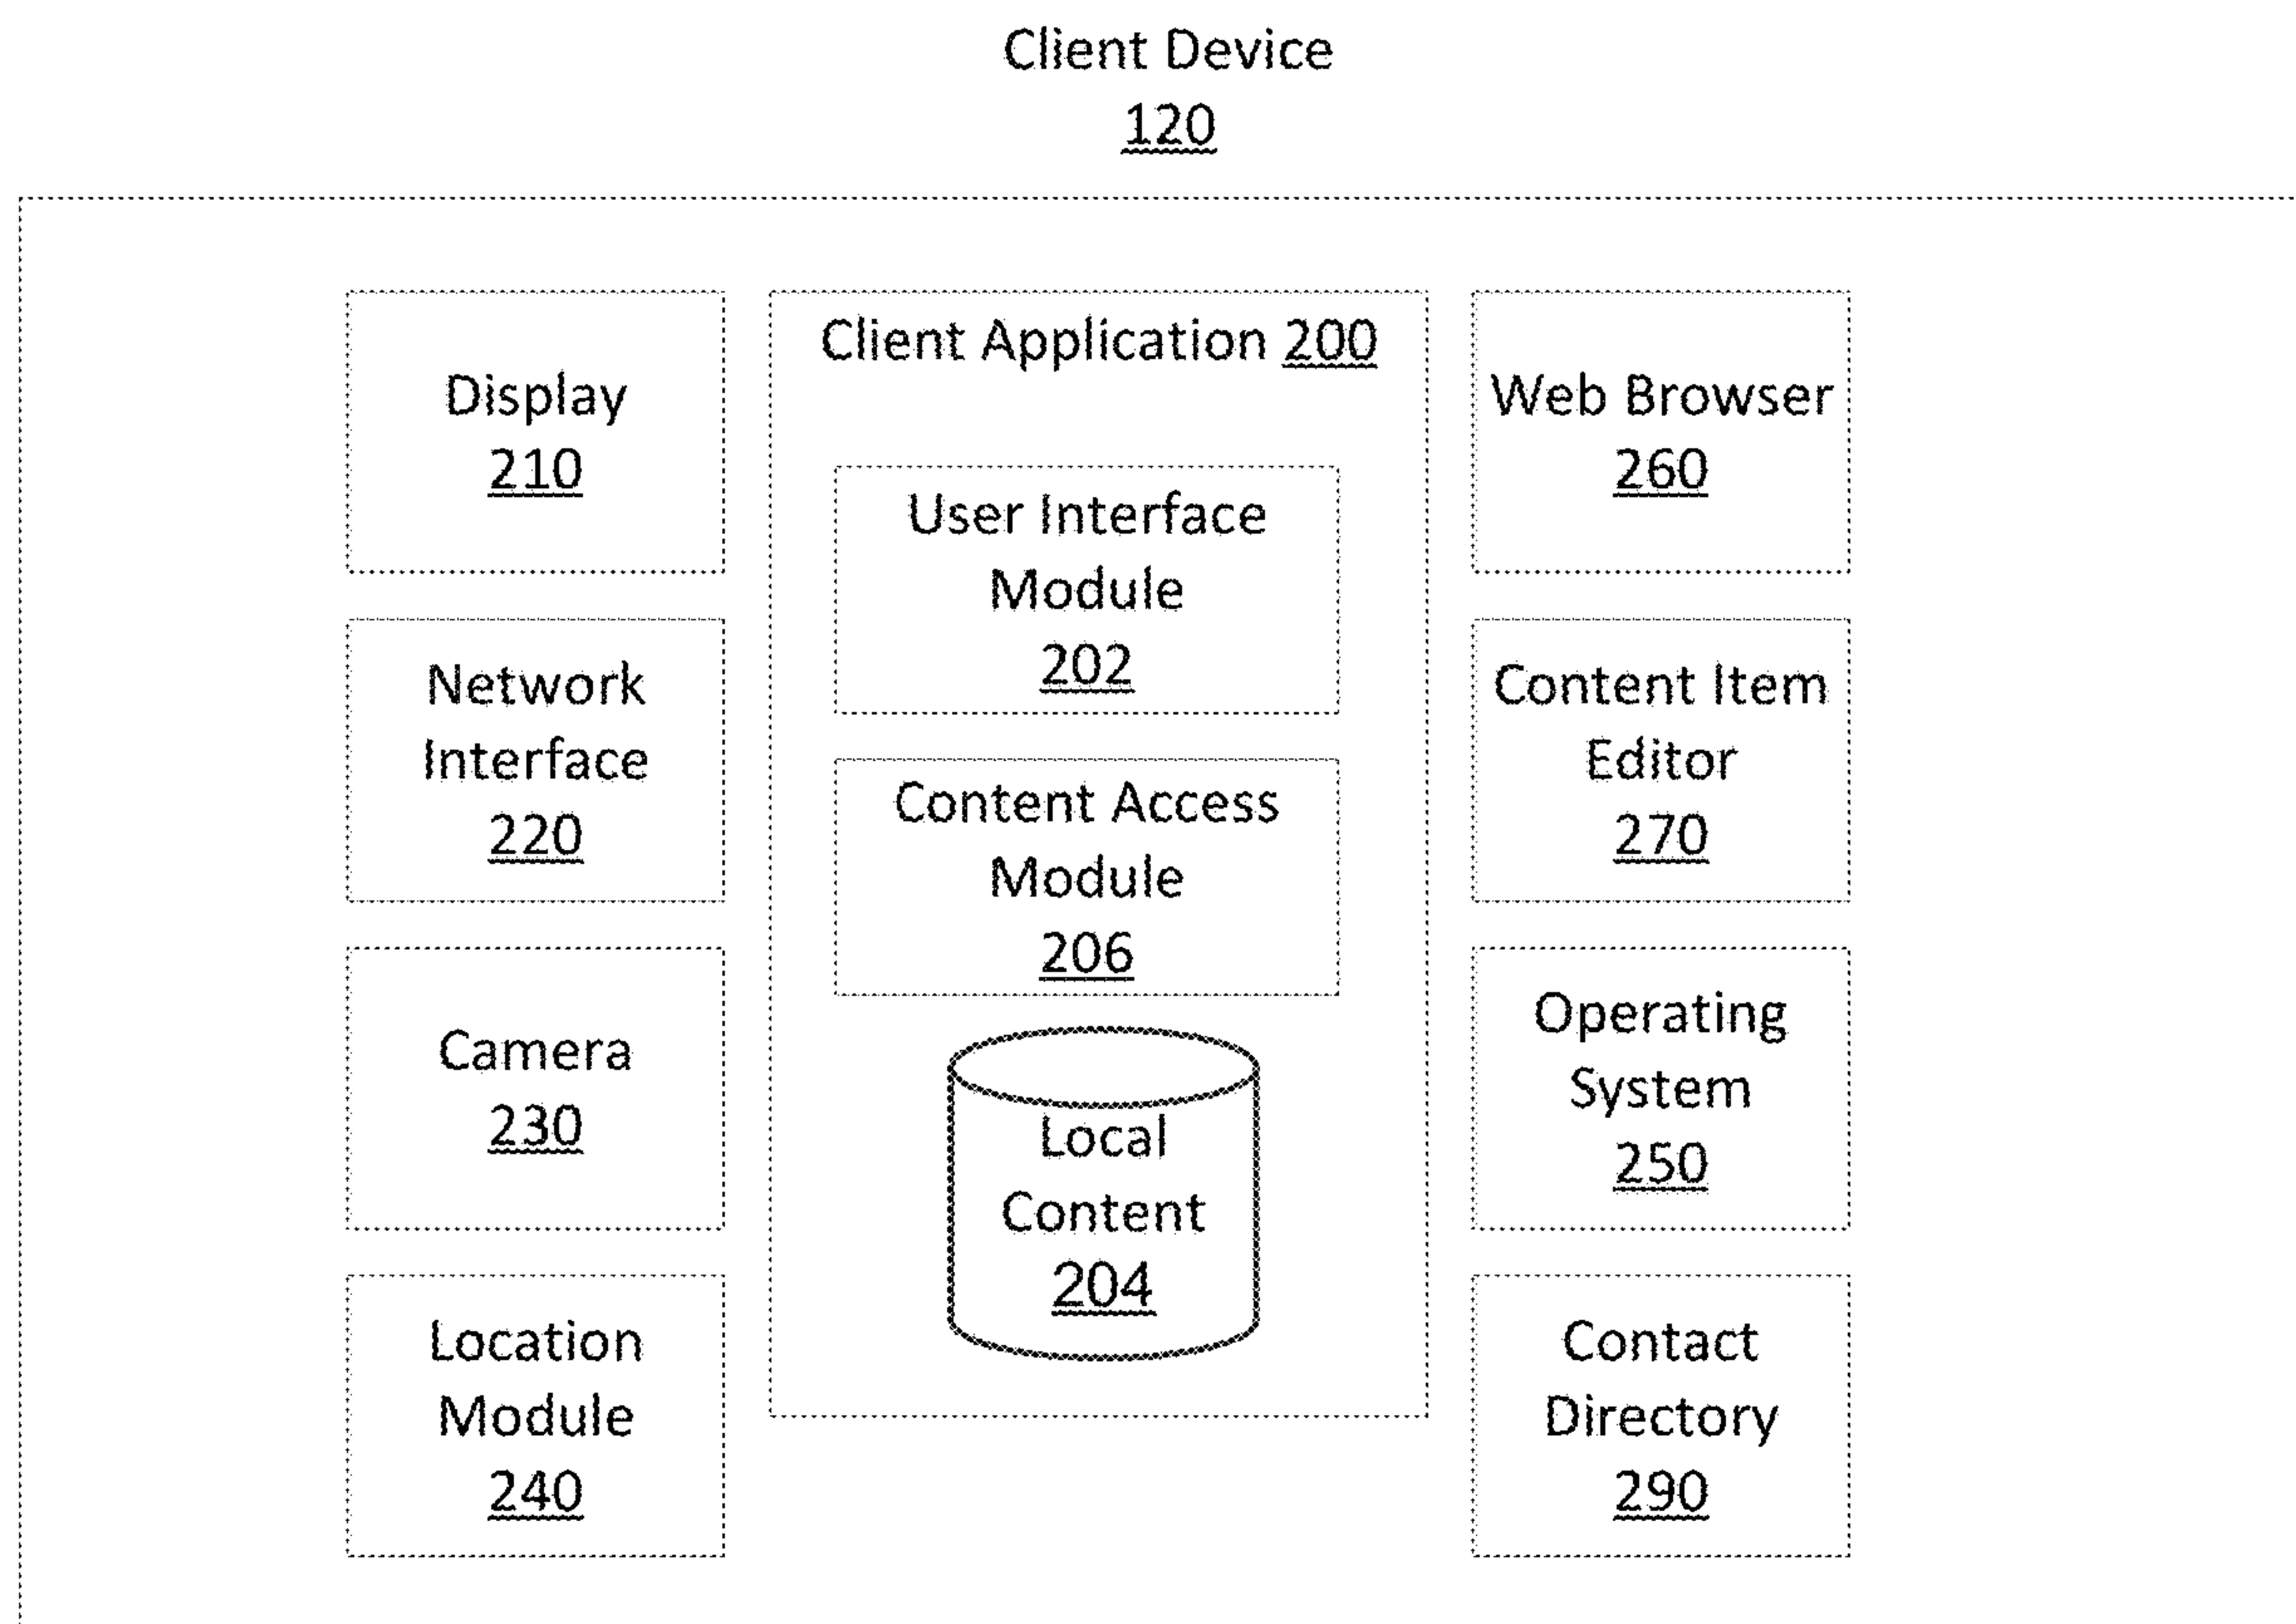 Client Device
120
Display
210
Network
Interface
220
Camera
230
Location
Module
240
Client Application 200
User Interface
Module
202
Content Access
Module
206
Local
Content
204
Web Browser
260
Content Item
Editor
270
Operating
System
250
Contact
Directory
290